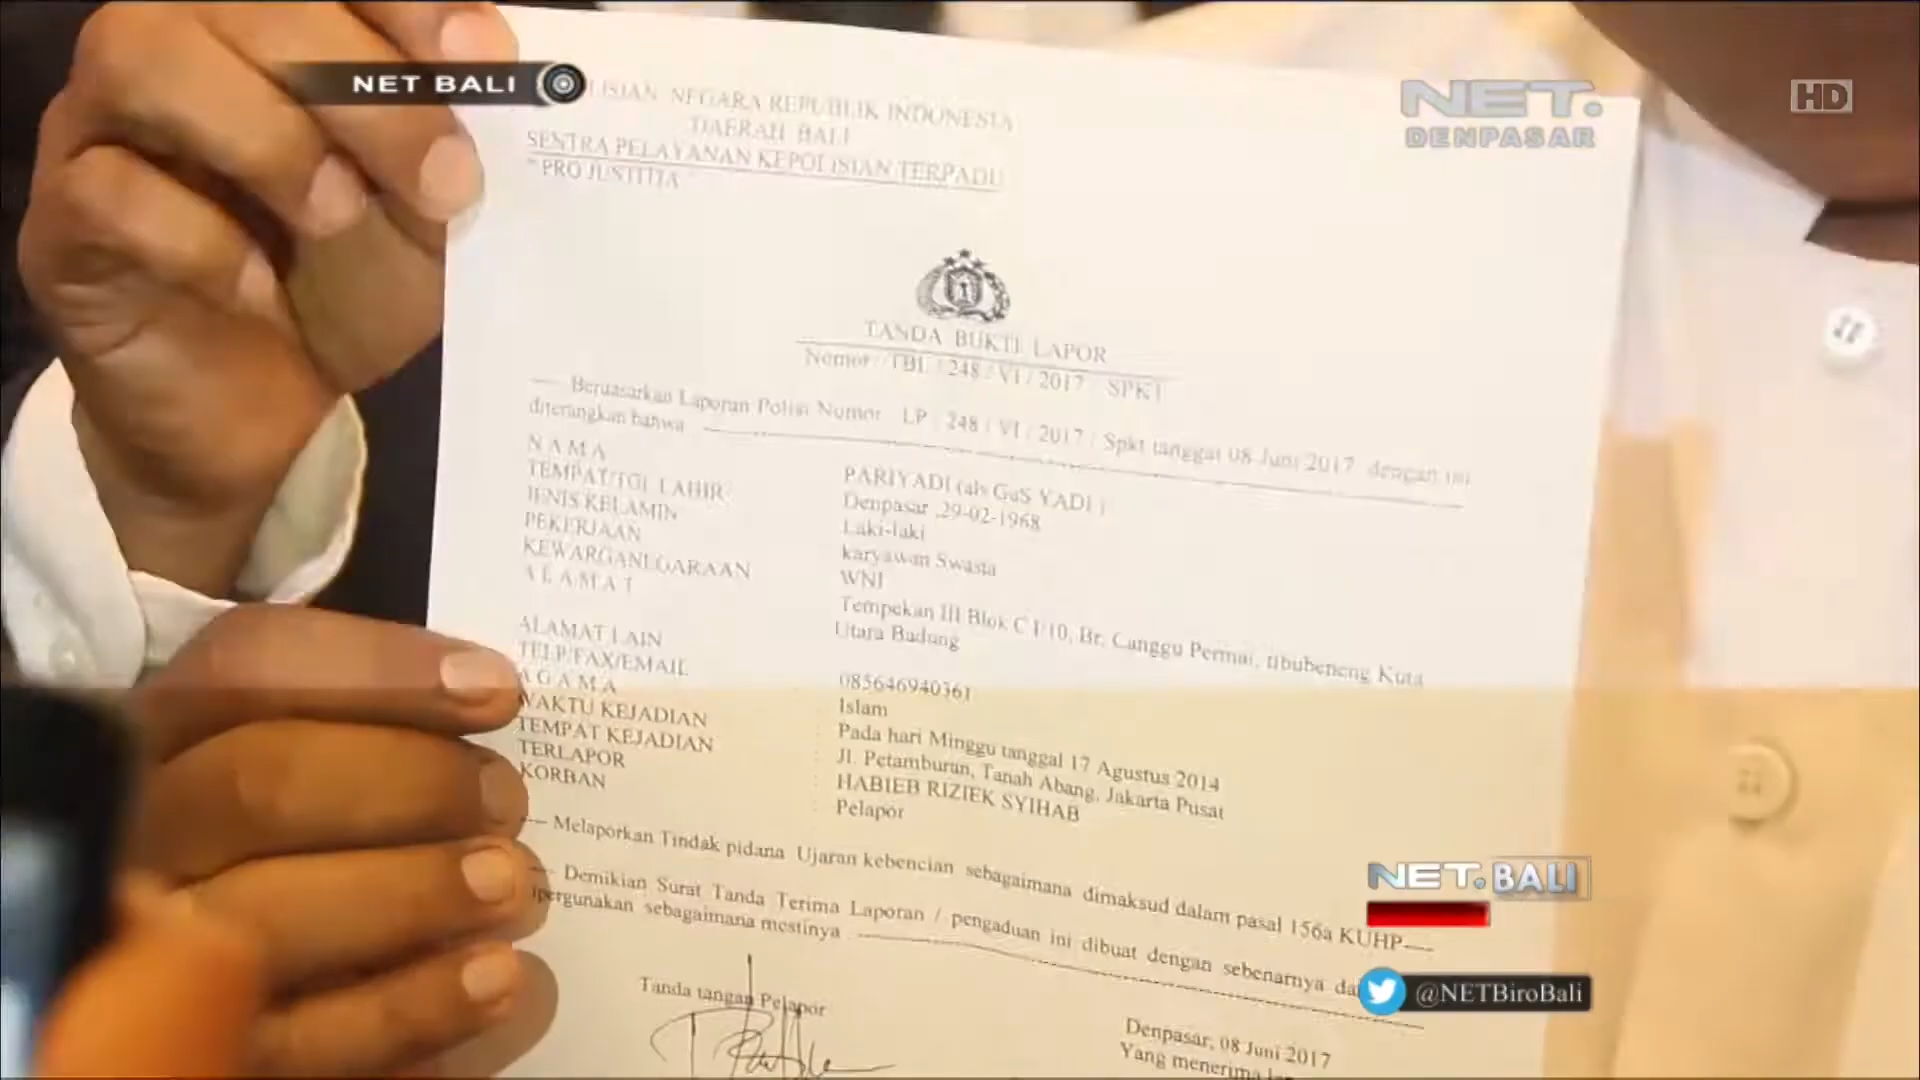 NET BALI
NET.
DENPASAR
HD
LISIAN NEGARA REPUBLIK INDONESIA
DAERAH BALI
SENTRA PELAYANAN KEPOLISIAN TERPADU
" PRO JUSTITIA
TANDA BUKTI LAPOR
Nomor : TBL / 248 / VI / 2017 SPKT
--- Berdasarkan Laporan Polisi Nomor LP / 248 / VI / 2017 / Spkt tanggal 08 Juni 2017 dengan ini
diterangkan bahwa
N A M A
PARIYADI (als GuS YADI )
TEMPAT/TGL LAHIR
Denpasar ,29-02-1968
JENIS KELAMIN
Laki-laki
PEKERJAAN
karyawan Swasta
KEWARGANEGARAAN
WNI
A L A M A T
Tempekan III Blok C I/10, Br. Canggu Permai, tibubeneng Kuta
Utara Badung
ALAMAT LAIN
TELP/FAX/EMAIL
085646940361
A G A M A
Islam
WAKTU KEJADIAN
Pada hari Minggu tanggal 17 Agustus 2014
TEMPAT KEJADIAN
Jl. Petamburan, Tanah Abang, Jakarta Pusat
TERLAPOR
HABIEB RIZIEK SYIHAB
KORBAN
Pelapor
--- Melaporkan Tindak pidana Ujaran kebencian sebagaimana dimaksud dalam pasal 156a KUHP---
--- Demikian Surat Tanda Terima Laporan / pengaduan ini dibuat dengan sebenarnya da
ipergunakan sebagaimana mestinya
NET. BALI
@NETBiroBali
Tanda tangan Pelapor
Denpasar, 08 Juni 2017
Yang menerima